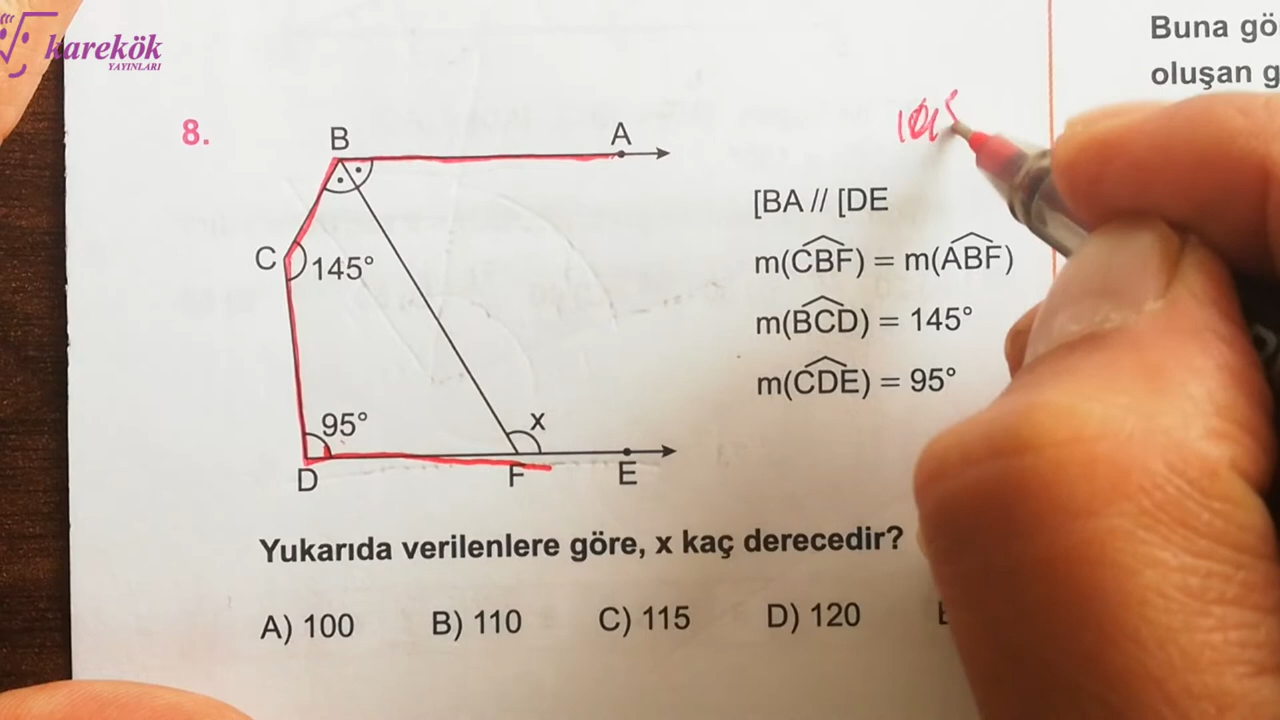 karekök
YAYINLARI
Buna gö
oluşan g
8.
B
A
[BA // [DE
C
145°
m(CBF) = m(ABF)
m(BCD) = 145°
m(CDE) = 95°
95°
x
D
F
E
Yukarıda verilenlere göre, x kaç derecedir?
A) 100 B) 110 C) 115 D) 120